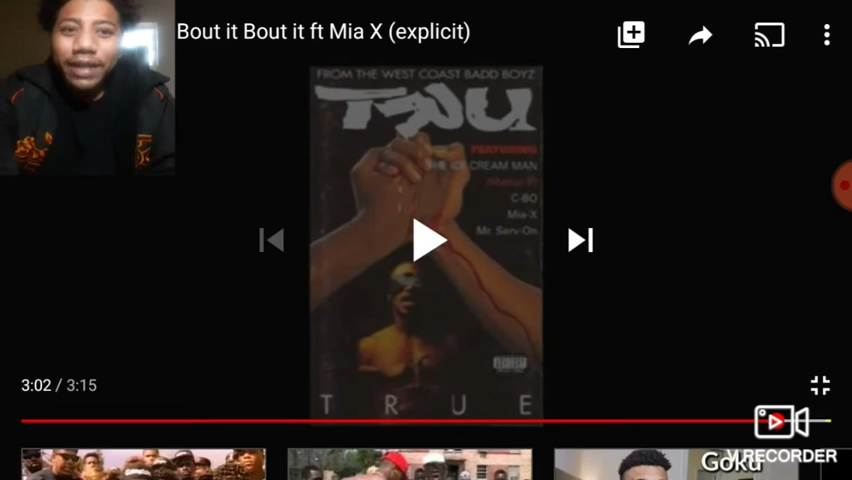 Bout it Bout it ft Mia X (explicit)
FROM THE WEST COAST BADD BOYZ
TRU
FEATURING
THE ICE CREAM MAN
(Master P)
C-BO
Mia-X
Mr. Serv-On
3:02 / 3:15
TRUE
Goku
V RECORDER